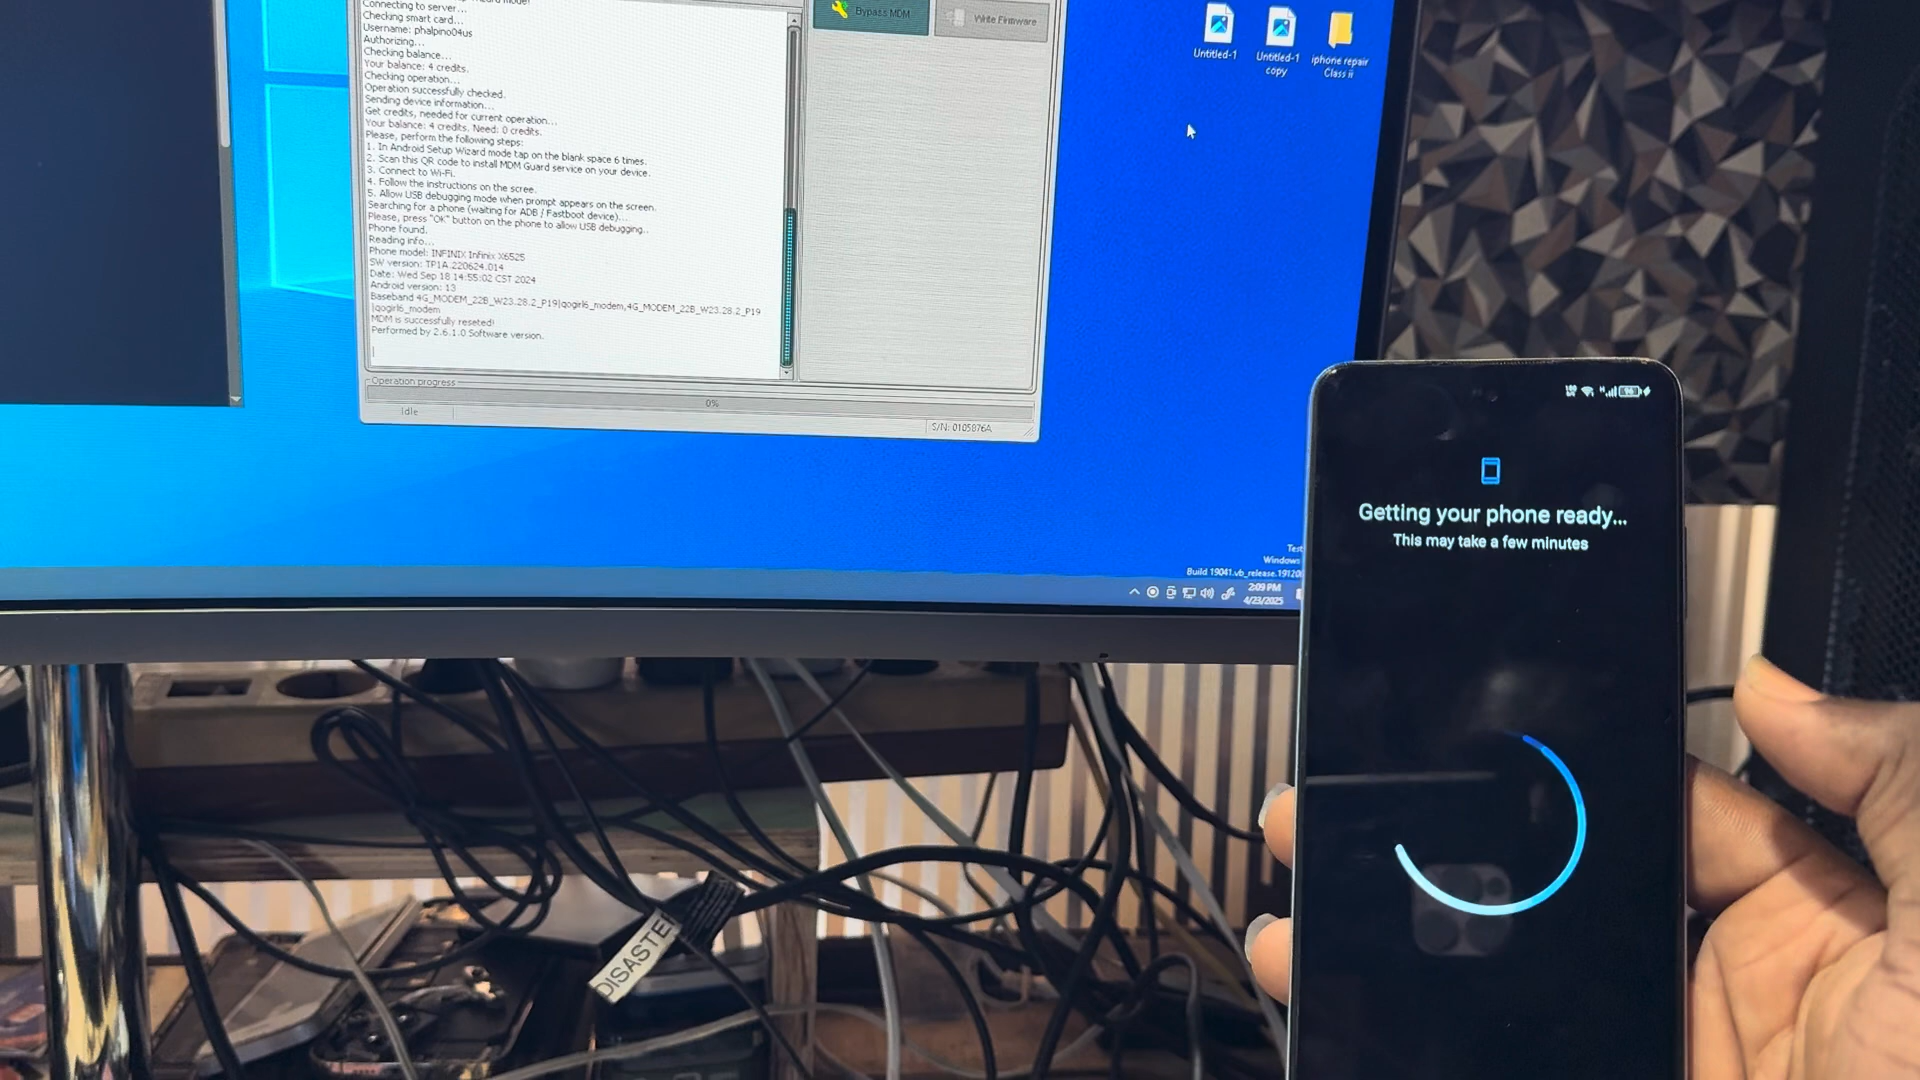 Connecting to server...
Checking smart card...
Username: phalpino04us
Authorizing...
Checking balance...
Your balance: 4 credits.
Checking operation...
Operation successfully checked.
Sending device information...
Get credits, needed for current operation...
Your balance: 4 credits. Need: 0 credits.
Please, perform the following steps:
1. In Android Setup Wizard mode tap on the blank space 6 times.
2. Scan this QR code to install MDM Guard service on your device.
3. Connect to Wi-Fi.
4. Follow the instructions on the scree.
5. Allow USB debugging mode when prompt appears on the screen.
Searching for a phone (waiting for ADB / Fastboot device)...
Please, press "OK" button on the phone to allow USB debugging..
Phone found.
Reading info...
Phone model: INFINIX Infinix X6525
SW version: TP1A.220624.014
Date: Wed Sep 18 14:55:02 CST 2024
Android version: 13
Baseband 4G_MODEM_22B_W23.28.2_P19|qogirl6_modem,4G_MODEM_22B_W23.28.2_P19
|qogirl6_modem
MDM is successfully reseted!
Performed by 2.6.1.0 Software version.
Operation progress
0%
Idle
S/N: 0105876A
Bypass MDM
Write Firmware
Untitled-1
Untitled-1
copy
iphone repair
Class ii
Test
Windows
Build 19041.vb_release.19120
2:09 PM
4/23/2025
96
Getting your phone ready...
This may take a few minutes
DISASTE